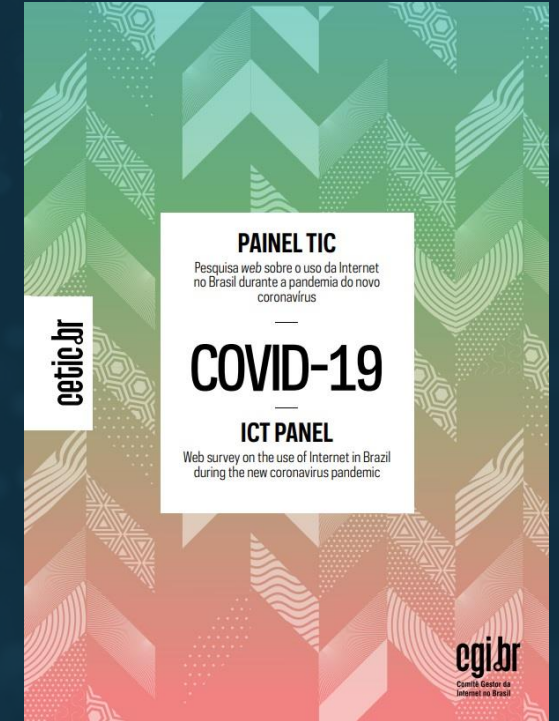 PAINEL TIC
Pesquisa web sobre o uso da Internet
no Brasil durante a pandemia do novo
coronavírus
COVID-19
ICT PANEL
Web survey on the use of Internet in Brazil
during the new coronavirus pandemic
cetic.br
cgi.br
Comitê Gestor da
Internet no Brasil